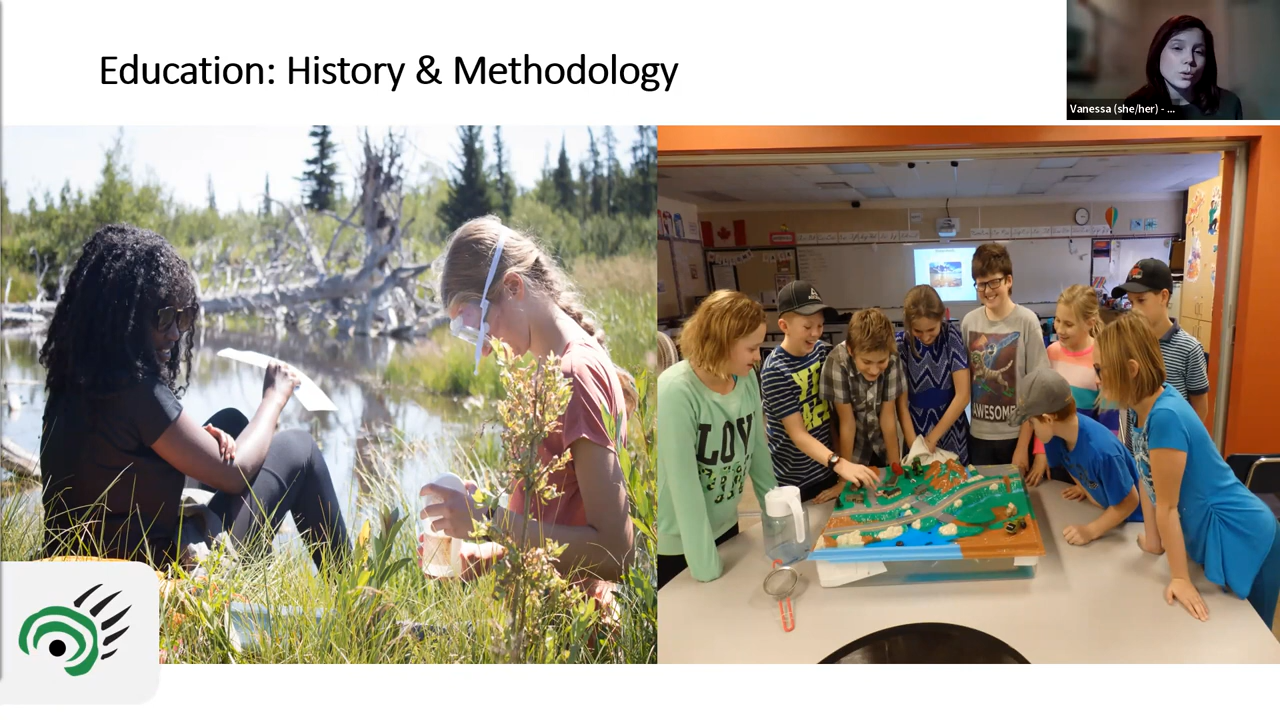 Education: History & Methodology
Vanessa (she/her) - ...
LOV
AWESOME